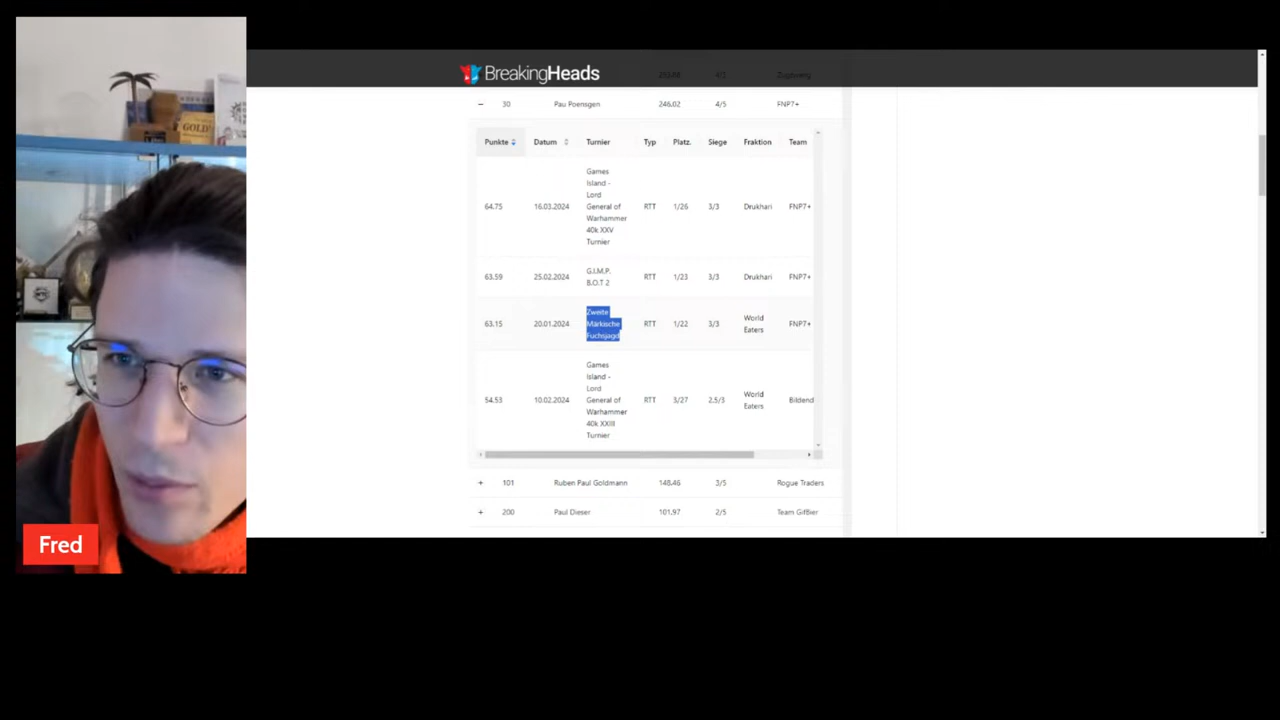 GOLD
BreakingHeads
4/5
Zugzwang
30 Pau Poensgen 246.02 4/5 FNP7+
Punkte Datum Turnier Typ Platz. Siege Fraktion Team
Games
Island -
Lord
64.75 16.03.2024 General of RTT 1/26 3/3 Drukhari FNP7+
Warhammer
40k XXV
Turnier
G.I.M.P.
63.59 25.02.2024 B.O.T 2 RTT 1/23 3/3 Drukhari FNP7+
Zweite
63.15 20.01.2024 Märkische RTT 1/22 3/3 World Eaters FNP7+
Fuchsjagd
Games
Island -
Lord
54.53 10.02.2024 General of RTT 3/27 2.5/3 World Eaters Bildend
Warhammer
40k XXIII
Turnier
101 Ruben Paul Goldmann 148.46 3/5 Rogue Traders
200 Paul Dieser 101.97 2/5 Team GifBier
Fred